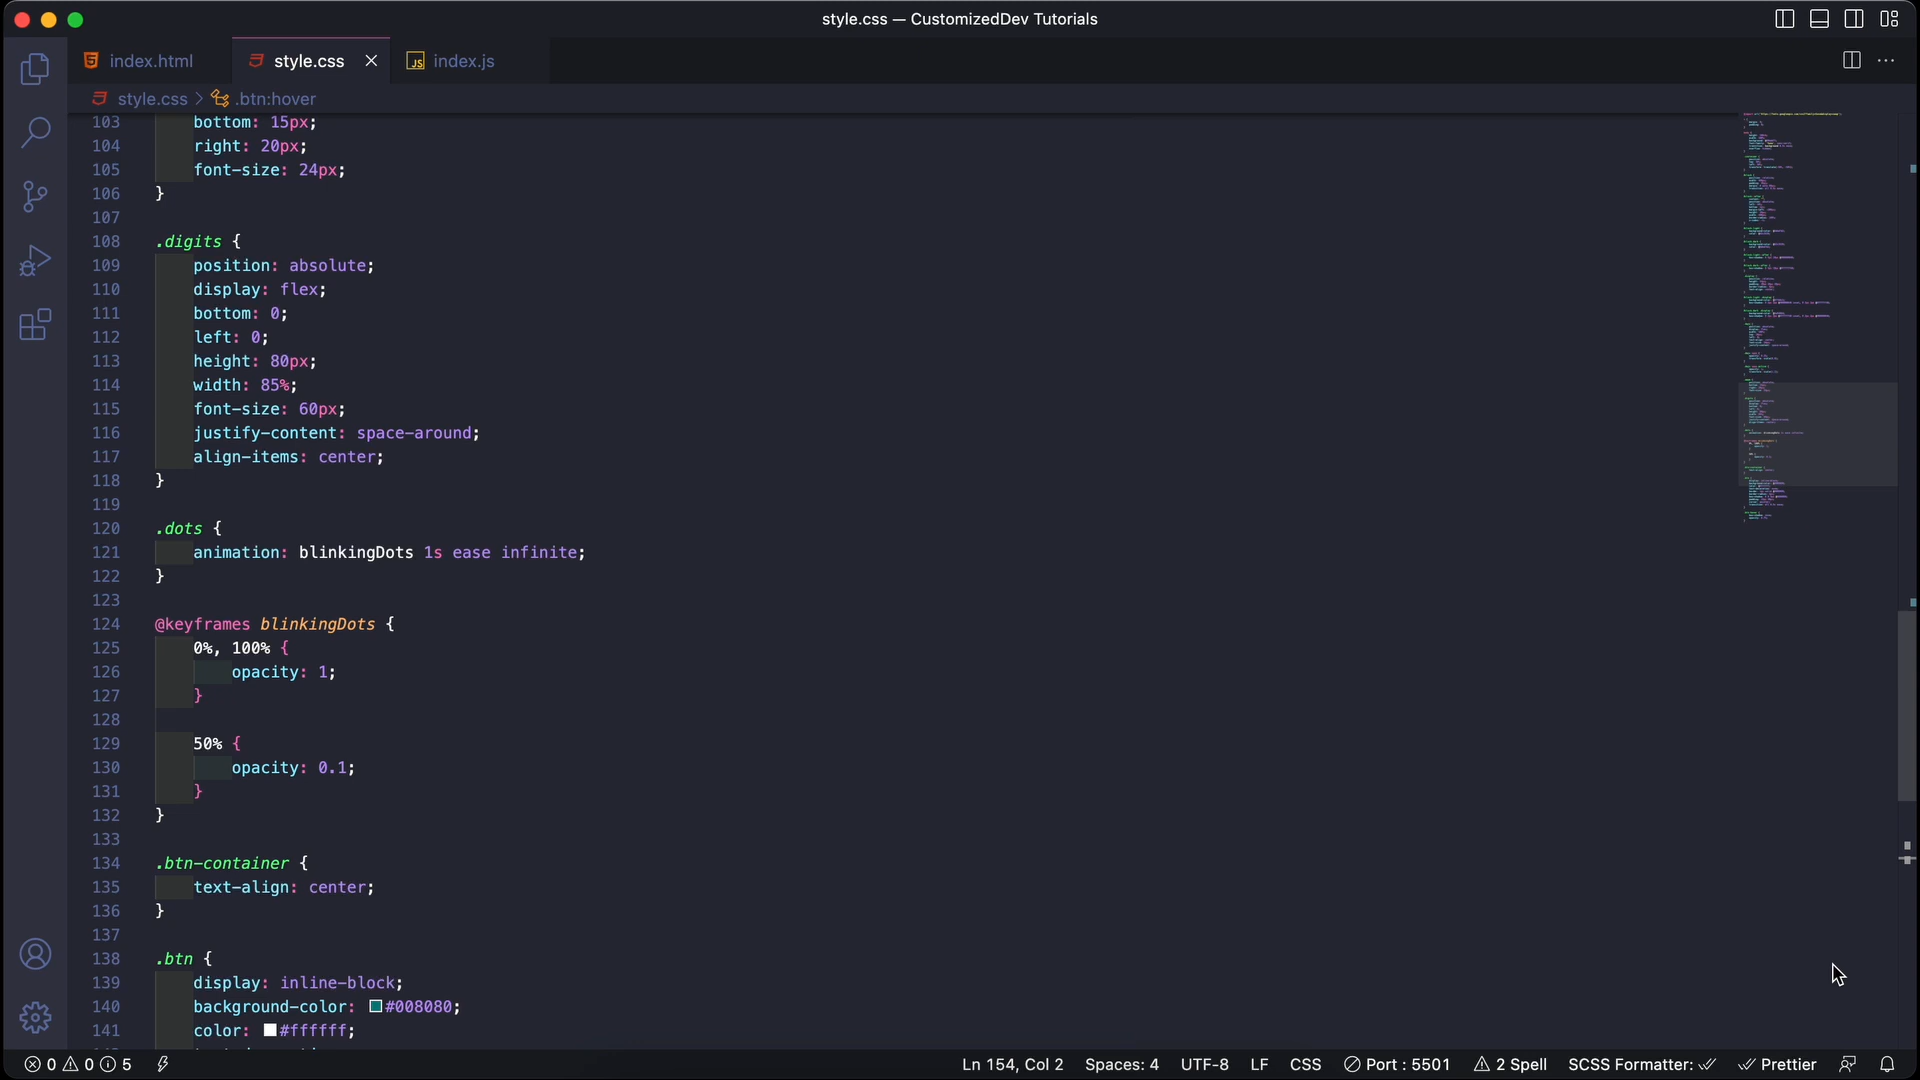 style.css — CustomizedDev Tutorials
index.html
style.css
JS index.js
style.css > .btn:hover
103 bottom: 15px;
104 right: 20px;
105 font-size: 24px;
106 }
107
108 .digits {
109 position: absolute;
110 display: flex;
111 bottom: 0;
112 left: 0;
113 height: 80px;
114 width: 85%;
115 font-size: 60px;
116 justify-content: space-around;
117 align-items: center;
118 }
119
120 .dots {
121 animation: blinkingDots 1s ease infinite;
122 }
123
124 @keyframes blinkingDots {
125 0%, 100% {
126 opacity: 1;
127 }
128
129 50% {
130 opacity: 0.1;
131 }
132 }
133
134 .btn-container {
135 text-align: center;
136 }
137
138 .btn {
139 display: inline-block;
140 background-color: #008080;
141 color: #ffffff;
0 0 5 Ln 154, Col 2 Spaces: 4 UTF-8 LF CSS Port : 5501 2 Spell SCSS Formatter: Prettier